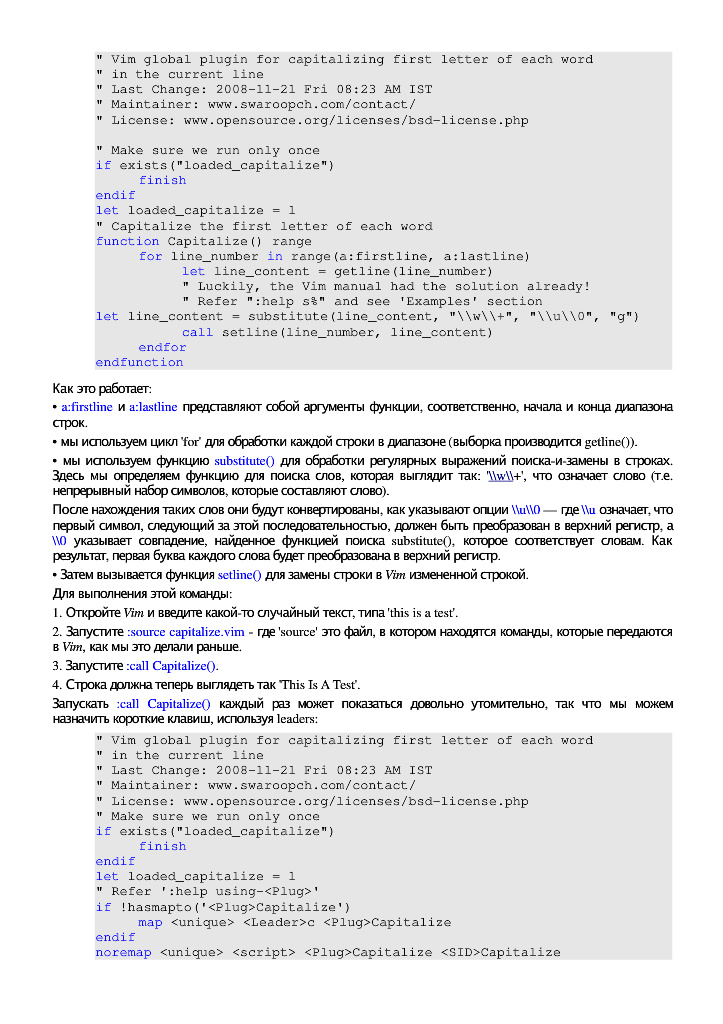 " Vim global plugin for capitalizing first letter of each word
" in the current line
" Last Change: 2008-11-21 Fri 08:23 AM IST
" Maintainer: www.swaroopch.com/contact/
" License: www.opensource.org/licenses/bsd-license.php
" Make sure we run only once
if exists("loaded_capitalize")
finish
endif
let loaded_capitalize = 1
" Capitalize the first letter of each word
function Capitalize() range
for line_number in range(a:firstline, a:lastline)
let line_content = getline(line_number)
" Luckily, the Vim manual had the solution already!
" Refer ":help s%" and see 'Examples' section
let line_content = substitute(line_content, "\\w\\+", "\\u\\0", "g")
call setline(line_number, line_content)
endfor
endfunction
Как это работает:
• a:firstline и a:lastline представляют собой аргументы функции, соответственно, начала и конца диапазона
строк.
• мы используем цикл 'for' для обработки каждой строки в диапазоне (выборка производится getline()).
• мы используем функцию substitute() для обработки регулярных выражений поиска-и-замены в строках.
Здесь мы определяем функцию для поиска слов, которая выглядит так: '\\w\\+', что означает слово (т.е.
непрерывный набор символов, которые составляют слово).
После нахождения таких слов они будут конвертированы, как указывают опции \\u\\0 — где \\u означает, что
первый символ, следующий за этой последовательностью, должен быть преобразован в верхний регистр, а
\\0 указывает совпадение, найденное функцией поиска substitute(), которое соответствует словам. Как
результат, первая буква каждого слова будет преобразована в верхний регистр.
• Затем вызывается функция setline() для замены строки в Vim измененной строкой.
Для выполнения этой команды:
1. Откройте Vim и введите какой-то случайный текст, типа 'this is a test'.
2. Запустите :source capitalize.vim - где 'source' это файл, в котором находятся команды, которые передаются
в Vim, как мы это делали раньше.
3. Запустите :call Capitalize().
4. Строка должна теперь выглядеть так 'This Is A Test'.
Запускать :call Capitalize() каждый раз может показаться довольно утомительно, так что мы можем
назначить короткие клавиш, используя leaders:
" Vim global plugin for capitalizing first letter of each word
" in the current line
" Last Change: 2008-11-21 Fri 08:23 AM IST
" Maintainer: www.swaroopch.com/contact/
" License: www.opensource.org/licenses/bsd-license.php
" Make sure we run only once
if exists("loaded_capitalize")
finish
endif
let loaded_capitalize = 1
" Refer ':help using-<Plug>'
if !hasmapto('<Plug>Capitalize')
map <unique> <Leader>c <Plug>Capitalize
endif
noremap <unique> <script> <Plug>Capitalize <SID>Capitalize